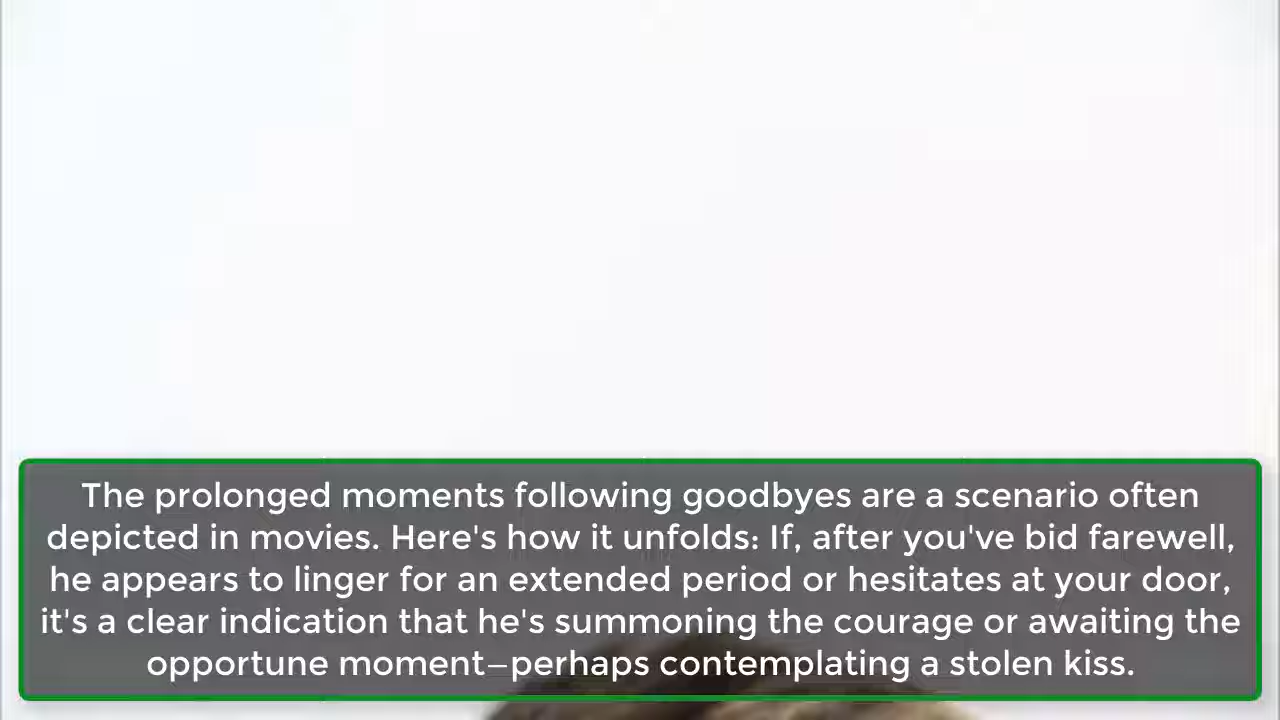 The prolonged moments following goodbyes are a scenario often
depicted in movies. Here's how it unfolds: If, after you've bid farewell,
he appears to linger for an extended period or hesitates at your door,
it's a clear indication that he's summoning the courage or awaiting the
opportune moment—perhaps contemplating a stolen kiss.